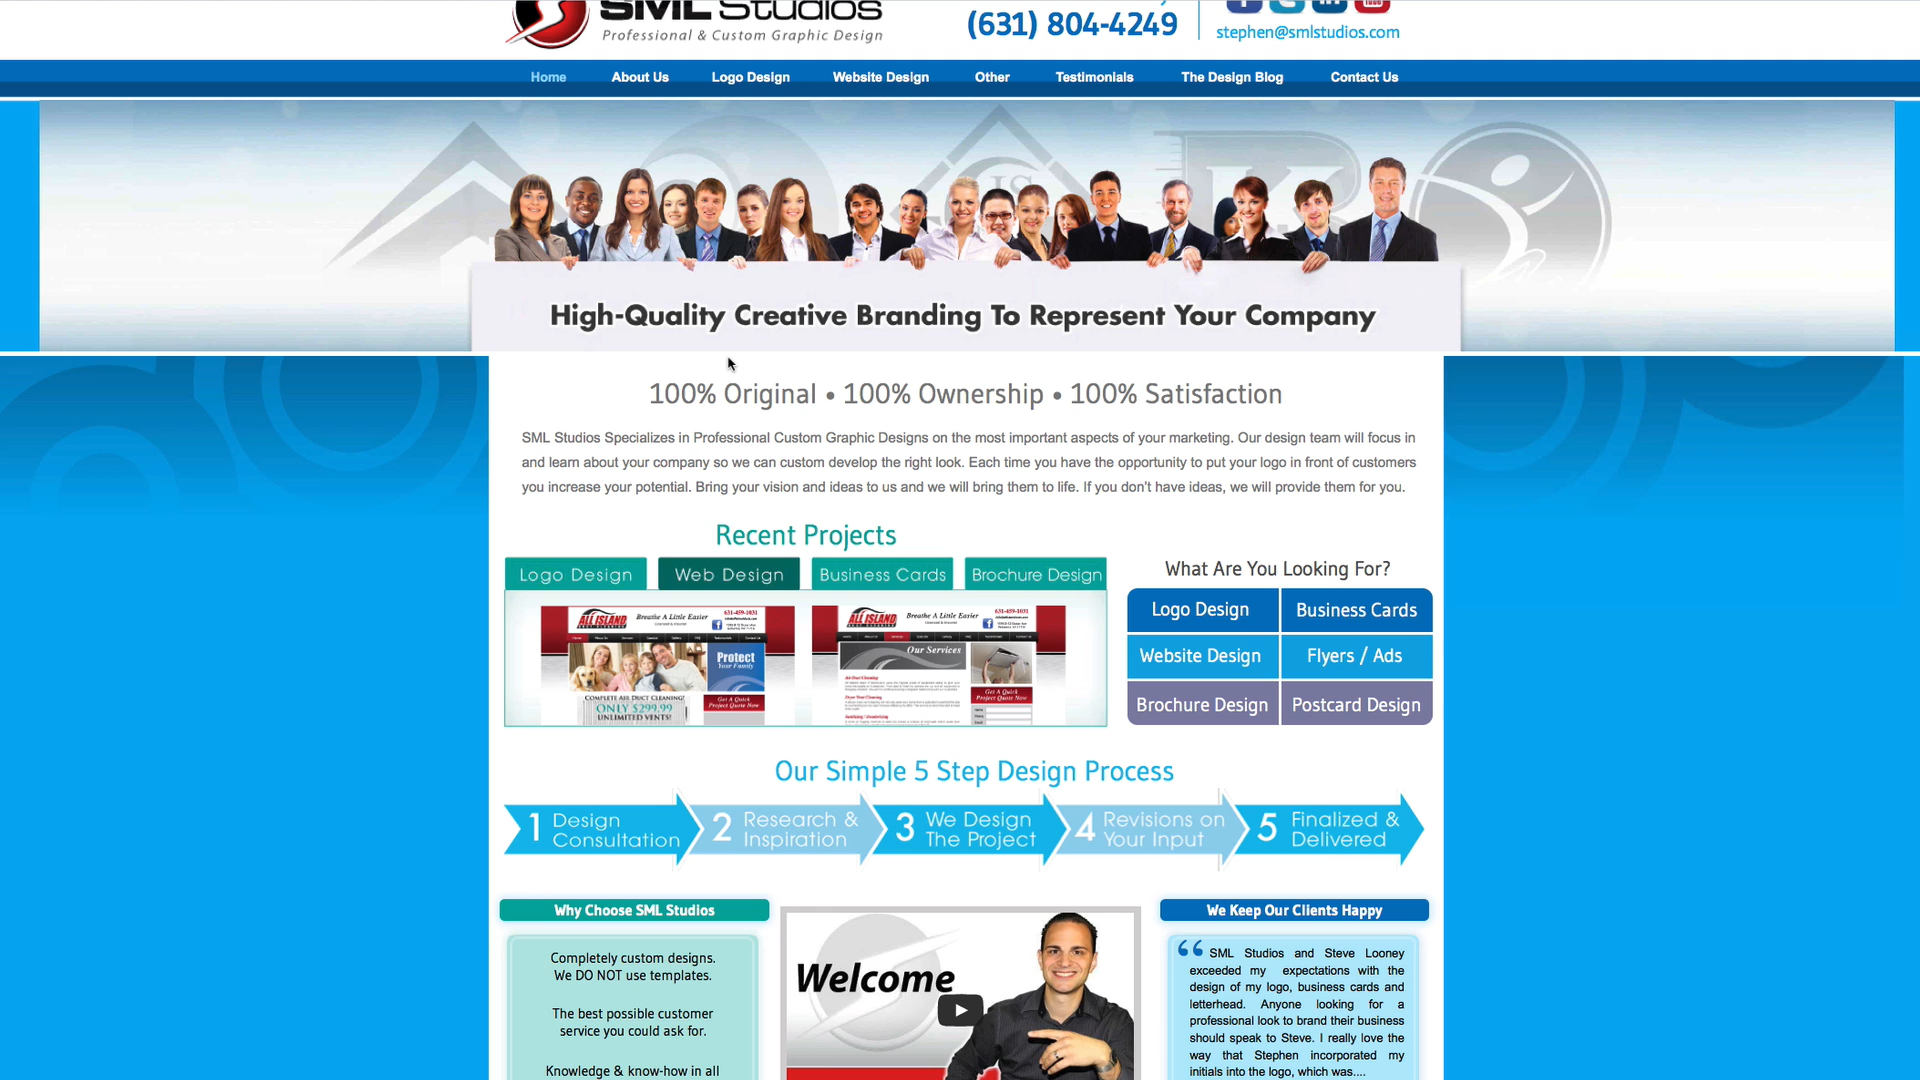 SML Studios
Professional & Custom Graphic Design
(631) 804-4249
stephen@smlstudios.com
Home About Us Logo Design Website Design Other Testimonials The Design Blog Contact Us
High-Quality Creative Branding To Represent Your Company
100% Original • 100% Ownership • 100% Satisfaction
SML Studios Specializes in Professional Custom Graphic Designs on the most important aspects of your marketing. Our design team will focus in
and learn about your company so we can custom develop the right look. Each time you have the opportunity to put your logo in front of customers
you increase your potential. Bring your vision and ideas to us and we will bring them to life. If you don't have ideas, we will provide them for you.
Recent Projects
Logo Design Web Design Business Cards Brochure Design
ALL ISLAND
Breathe A Little Easier
631-459-1031
Protect
Your Family
COMPLETE AIR DUCT CLEANING!
ONLY $299.99
UNLIMITED VENTS!
Get A Quick
Project Quote Now
ALL ISLAND
Breathe A Little Easier
631-459-1031
Our Services
Air Duct Cleaning
Dryer Vent Cleaning
Get A Quick
Project Quote Now
What Are You Looking For?
Logo Design Business Cards
Website Design Flyers / Ads
Brochure Design Postcard Design
Our Simple 5 Step Design Process
1 Design Consultation
2 Research & Inspiration
3 We Design The Project
4 Revisions on Your Input
5 Finalized & Delivered
Why Choose SML Studios
Completely custom designs.
We DO NOT use templates.
The best possible customer
service you could ask for.
Knowledge & know-how in all
Welcome
We Keep Our Clients Happy
“ SML Studios and Steve Looney
exceeded my expectations with the
design of my logo, business cards and
letterhead. Anyone looking for a
professional look to brand their business
should speak to Steve. I really love the
way that Stephen incorporated my
initials into the logo, which was....